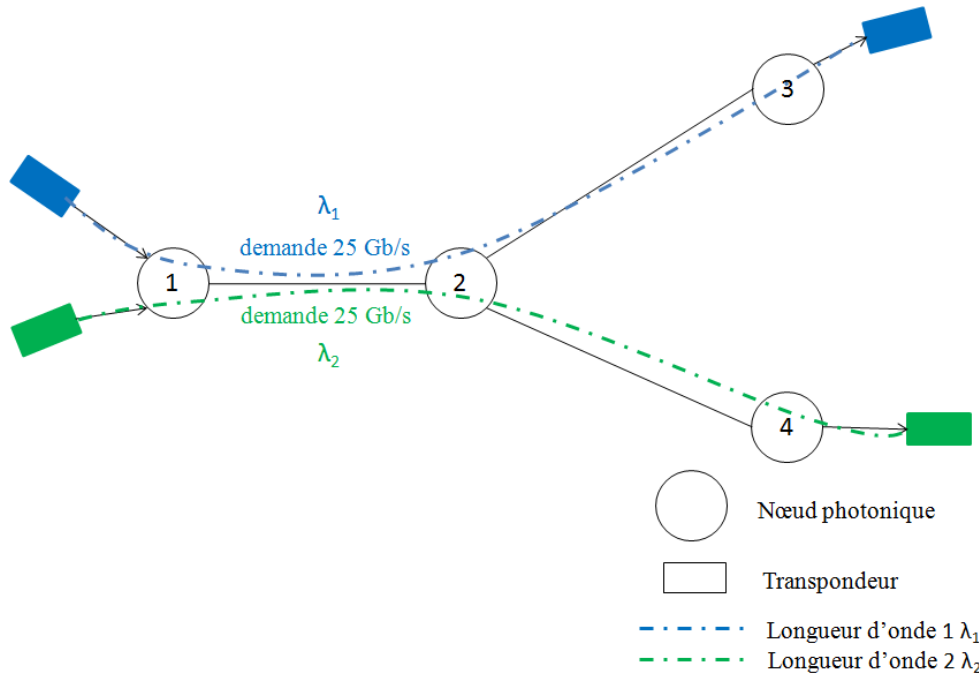 3
λ1
demande 25 Gb/s
1
2
demande 25 Gb/s
λ2
4
Nœud photonique
Transpondeur
Longueur d'onde 1 λ1
Longueur d'onde 2 λ2